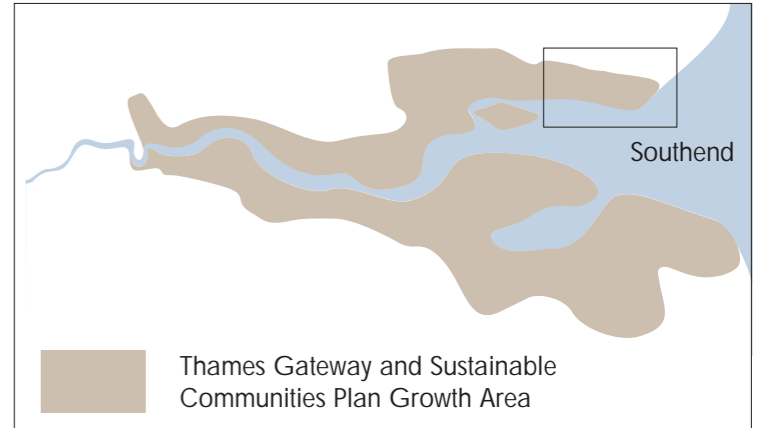 Southend
Thames Gateway and Sustainable
Communities Plan Growth Area